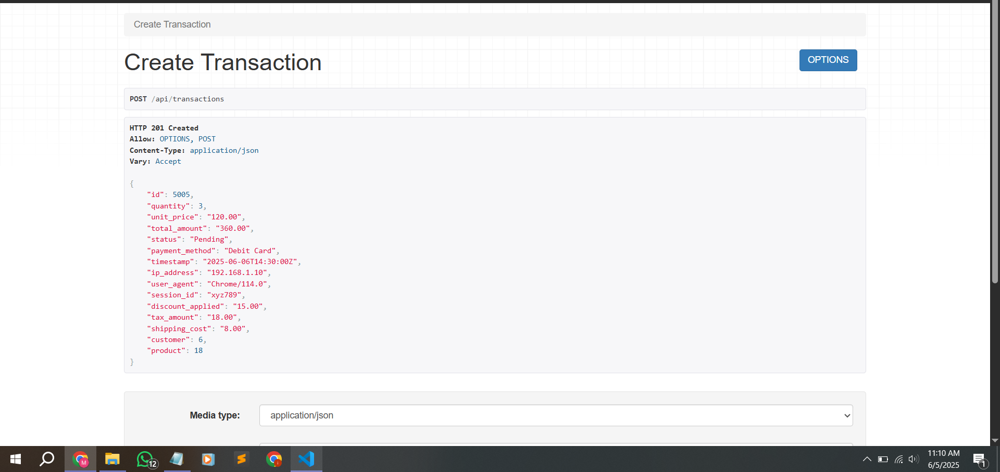 Create Transaction
Create Transaction
OPTIONS
POST /api/transactions
HTTP 201 Created
Allow: OPTIONS, POST
Content-Type: application/json
Vary: Accept
{
    "id": 5005,
    "quantity": 3,
    "unit_price": "120.00",
    "total_amount": "360.00",
    "status": "Pending",
    "payment_method": "Debit Card",
    "timestamp": "2025-06-06T14:30:00Z",
    "ip_address": "192.168.1.10",
    "user_agent": "Chrome/114.0",
    "session_id": "xyz789",
    "discount_applied": "15.00",
    "tax_amount": "18.00",
    "shipping_cost": "8.00",
    "customer": 6,
    "product": 18
}
Media type:
application/json
M
12
11:10 AM
6/5/2025
1